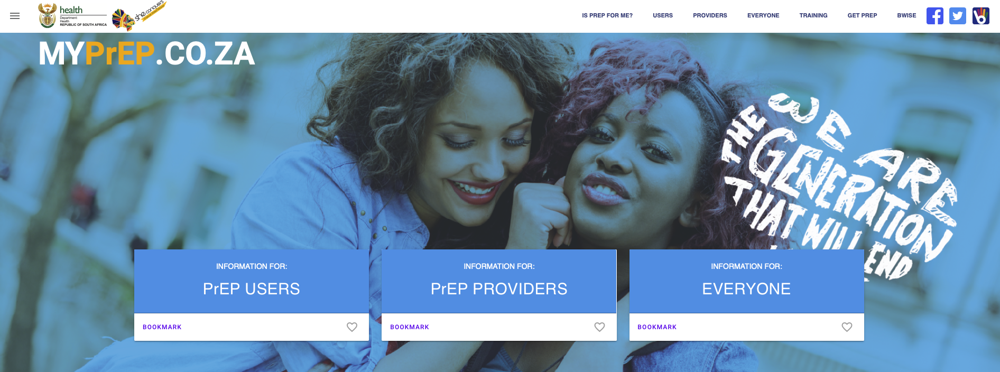 health
Department:
Health
REPUBLIC OF SOUTH AFRICA
she conquers
IS PREP FOR ME?
USERS
PROVIDERS
EVERYONE
TRAINING
GET PREP
BWISE
MYPrEP.CO.ZA
WE ARE
THE GENERATION
THAT WILL
END
INFORMATION FOR:
PrEP USERS
BOOKMARK
INFORMATION FOR:
PrEP PROVIDERS
BOOKMARK
INFORMATION FOR:
EVERYONE
BOOKMARK